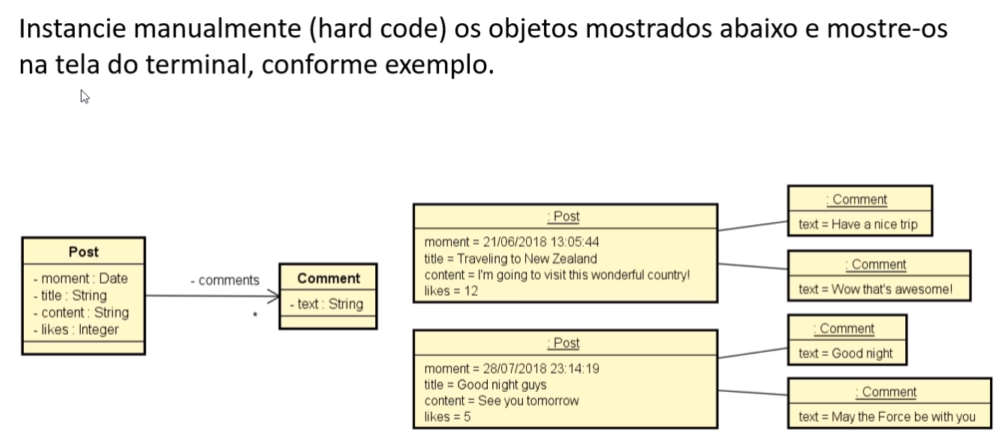 Instancie manualmente (hard code) os objetos mostrados abaixo e mostre-os
na tela do terminal, conforme exemplo.
Post
- moment : Date
- title : String
- content : String
- likes : Integer
- comments
*
Comment
- text : String
: Post
moment = 21/06/2018 13:05:44
title = Traveling to New Zealand
content = I'm going to visit this wonderful country!
likes = 12
: Comment
text = Have a nice trip
: Comment
text = Wow that's awesome!
: Post
moment = 28/07/2018 23:14:19
title = Good night guys
content = See you tomorrow
likes = 5
: Comment
text = Good night
: Comment
text = May the Force be with you